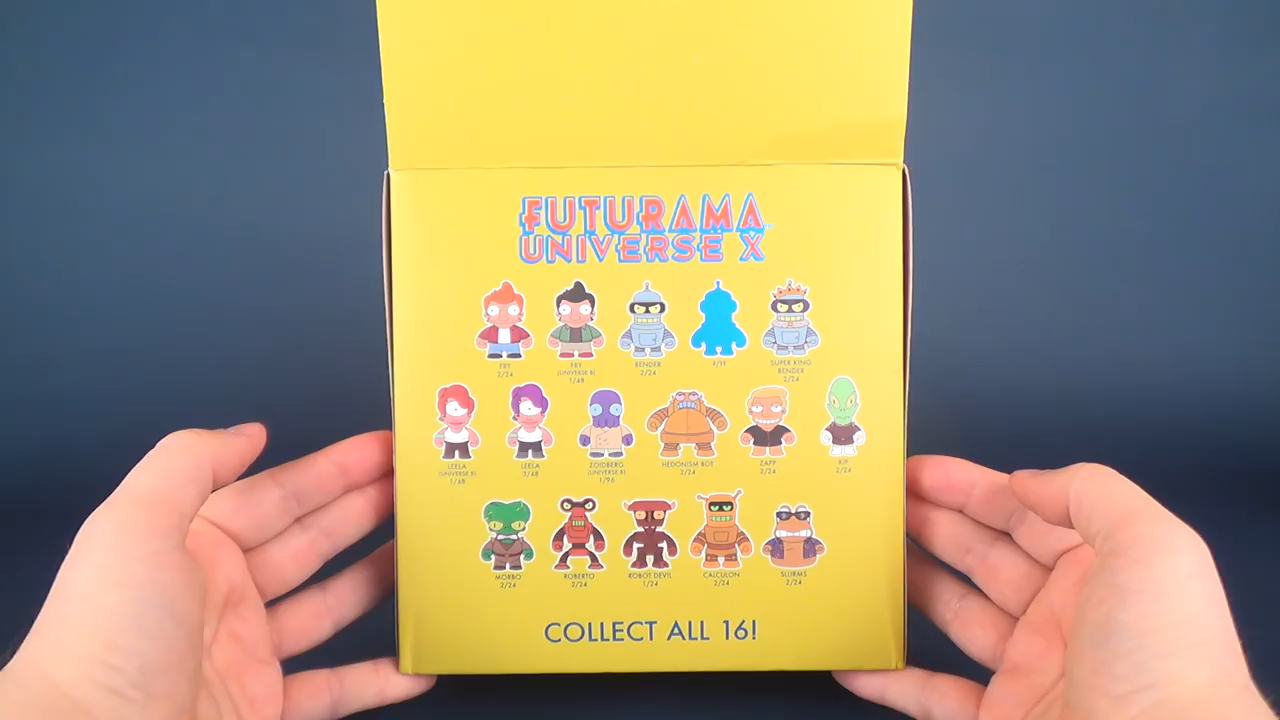 FUTURAMA
UNIVERSE X
FRY
2/24
FRY
(UNIVERSE B)
1/48
BENDER
2/24
?/??
SUPER KING
BENDER
2/24
LEELA
(UNIVERSE B)
1/48
LEELA
3/48
ZOIDBERG
(UNIVERSE B)
1/96
HEDONISM BOT
2/24
ZAPP
2/24
KIF
2/24
MORBO
2/24
ROBERTO
2/24
ROBOT DEVIL
1/24
CALCULON
2/24
SLURMS
2/24
COLLECT ALL 16!